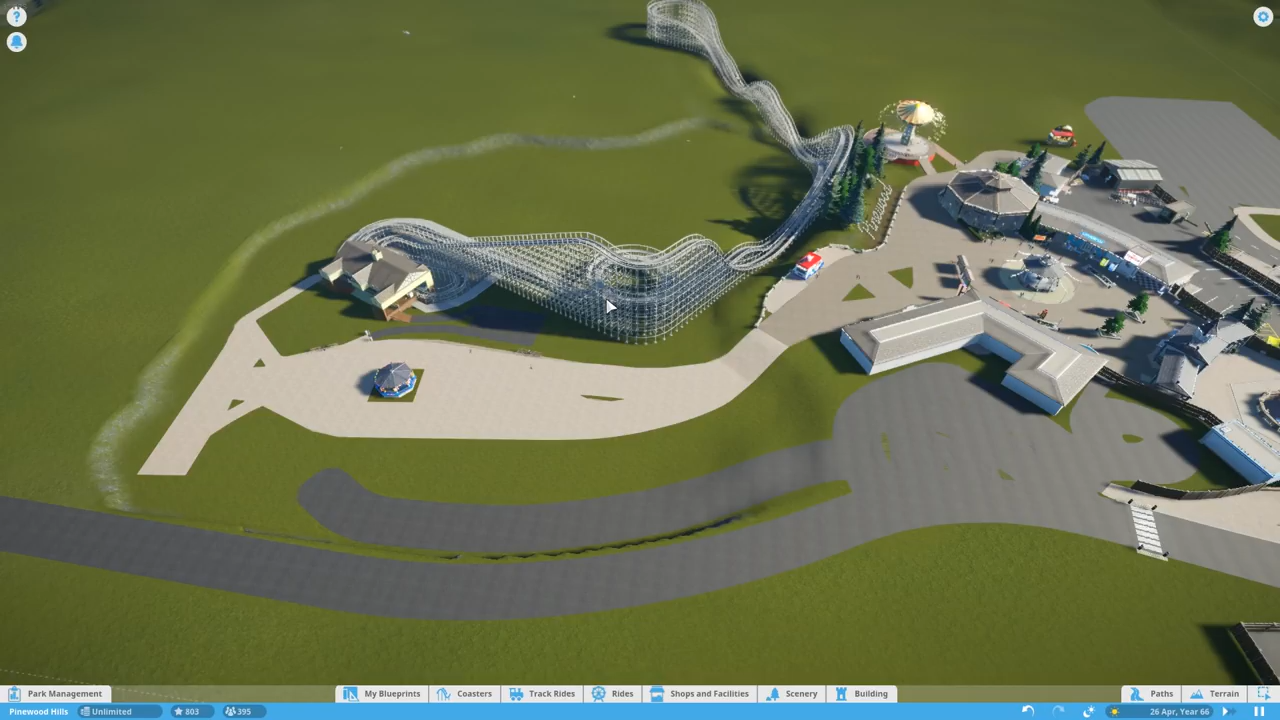 Park Management
My Blueprints
Coasters
Track Rides
Rides
Shops and Facilities
Scenery
Building
Paths
Terrain
Pinewood Hills
Unlimited
803
395
26 Apr, Year 66